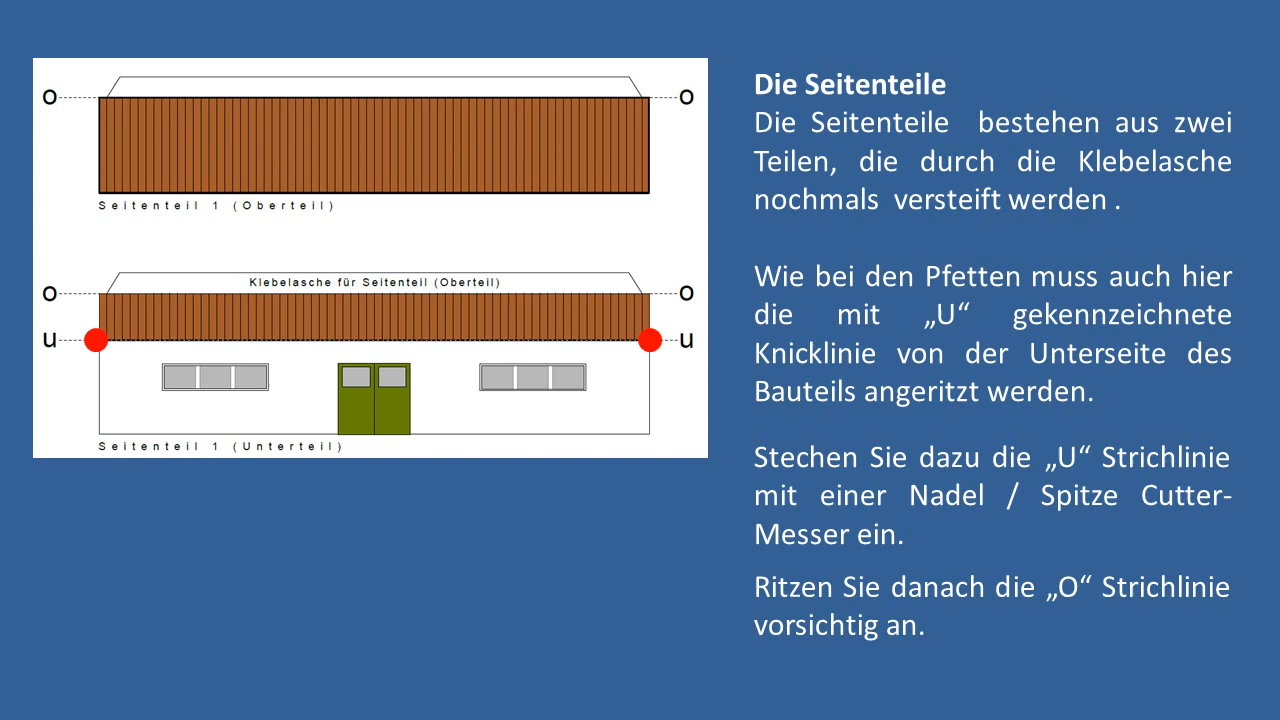 O O
Seitenteil 1 (Oberteil)
Klebelasche für Seitenteil (Oberteil)
O O
U U
Seitenteil 1 (Unterteil)
Die Seitenteile
Die Seitenteile bestehen aus zwei
Teilen, die durch die Klebelasche
nochmals versteift werden .
Wie bei den Pfetten muss auch hier
die mit „U“ gekennzeichnete
Knicklinie von der Unterseite des
Bauteils angeritzt werden.
Stechen Sie dazu die „U“ Strichlinie
mit einer Nadel / Spitze Cutter-
Messer ein.
Ritzen Sie danach die „O“ Strichlinie
vorsichtig an.